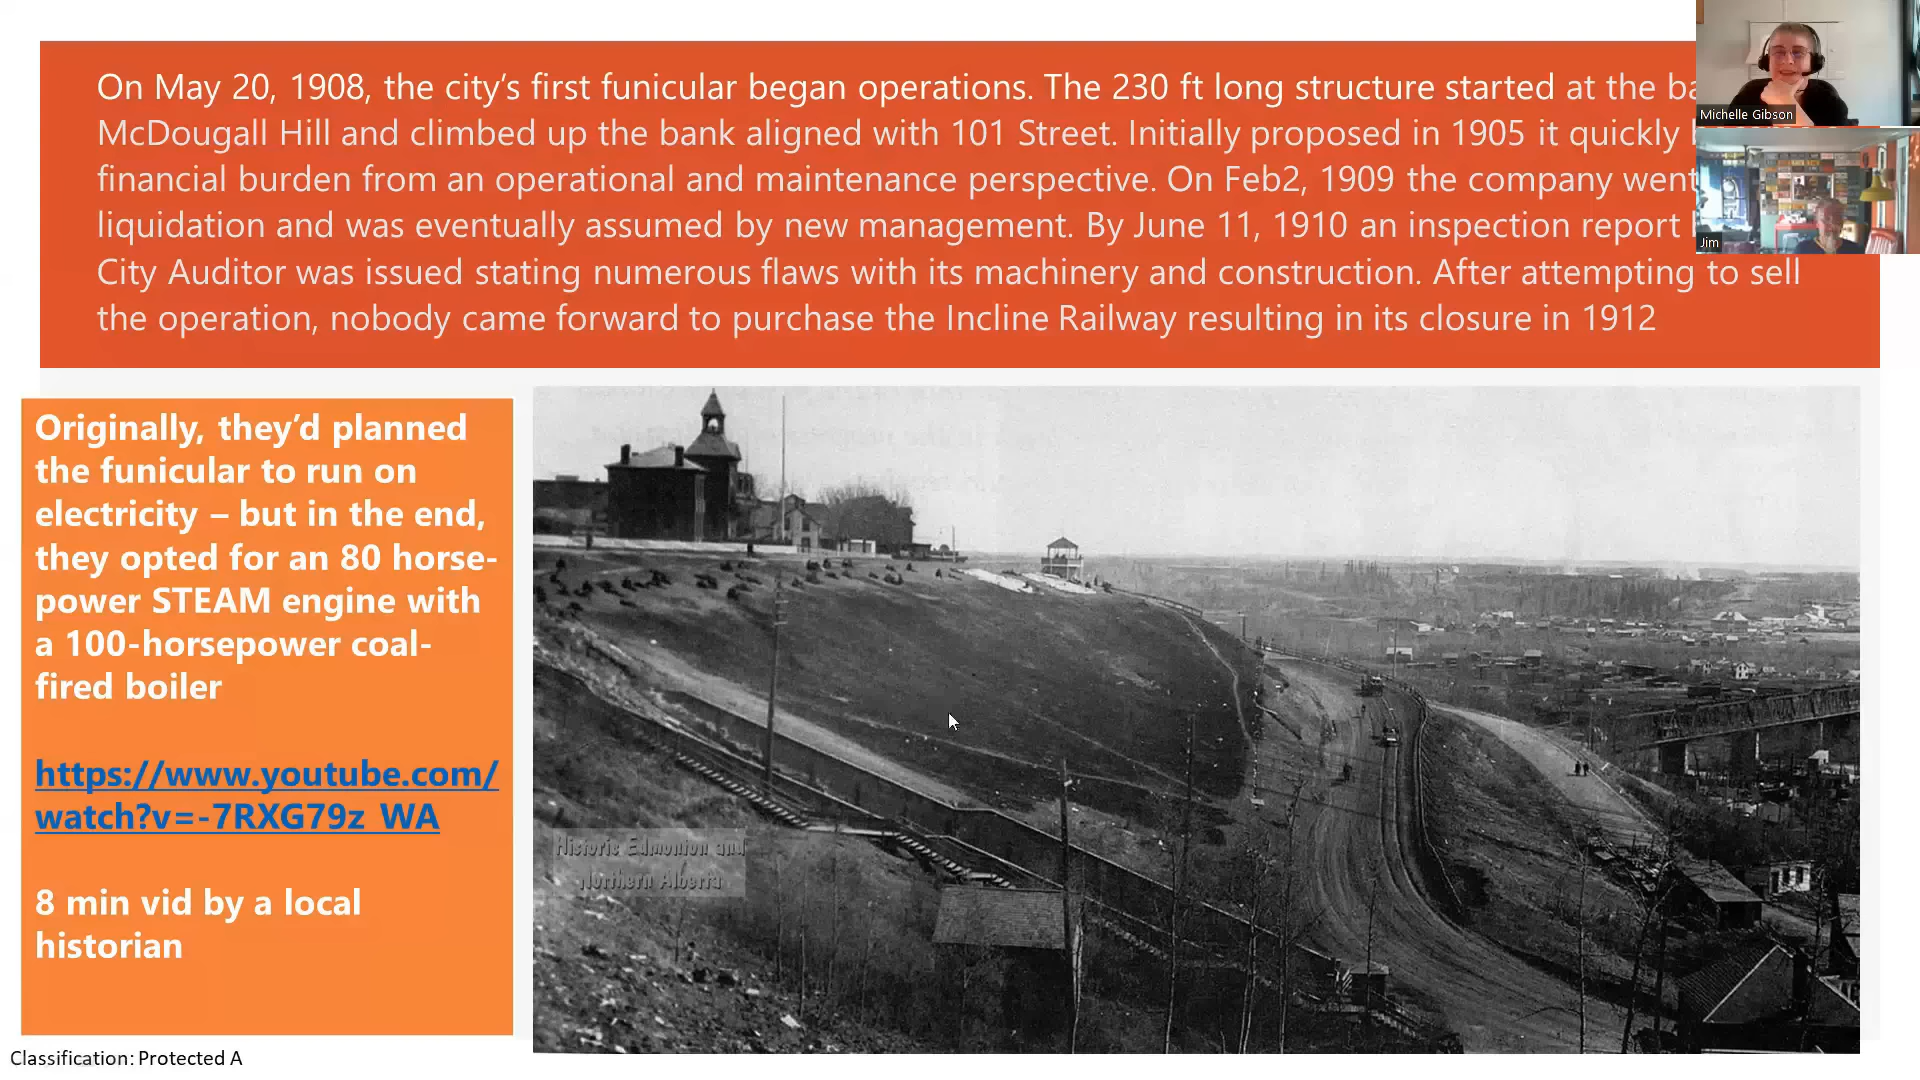 On May 20, 1908, the city's first funicular began operations. The 230 ft long structure started at the
McDougall Hill and climbed up the bank aligned with 101 Street. Initially proposed in 1905 it quickly
financial burden from an operational and maintenance perspective. On Feb2, 1909 the company went
liquidation and was eventually assumed by new management. By June 11, 1910 an inspection report
City Auditor was issued stating numerous flaws with its machinery and construction. After attempting to sell
the operation, nobody came forward to purchase the Incline Railway resulting in its closure in 1912
Michelle Gibson
Jim
Originally, they'd planned
the funicular to run on
electricity – but in the end,
they opted for an 80 horse-
power STEAM engine with
a 100-horsepower coal-
fired boiler
https://www.youtube.com/
watch?v=-7RXG79z_WA
8 min vid by a local
historian
Historic Edmonton and
Northern Alberta
Classification: Protected A